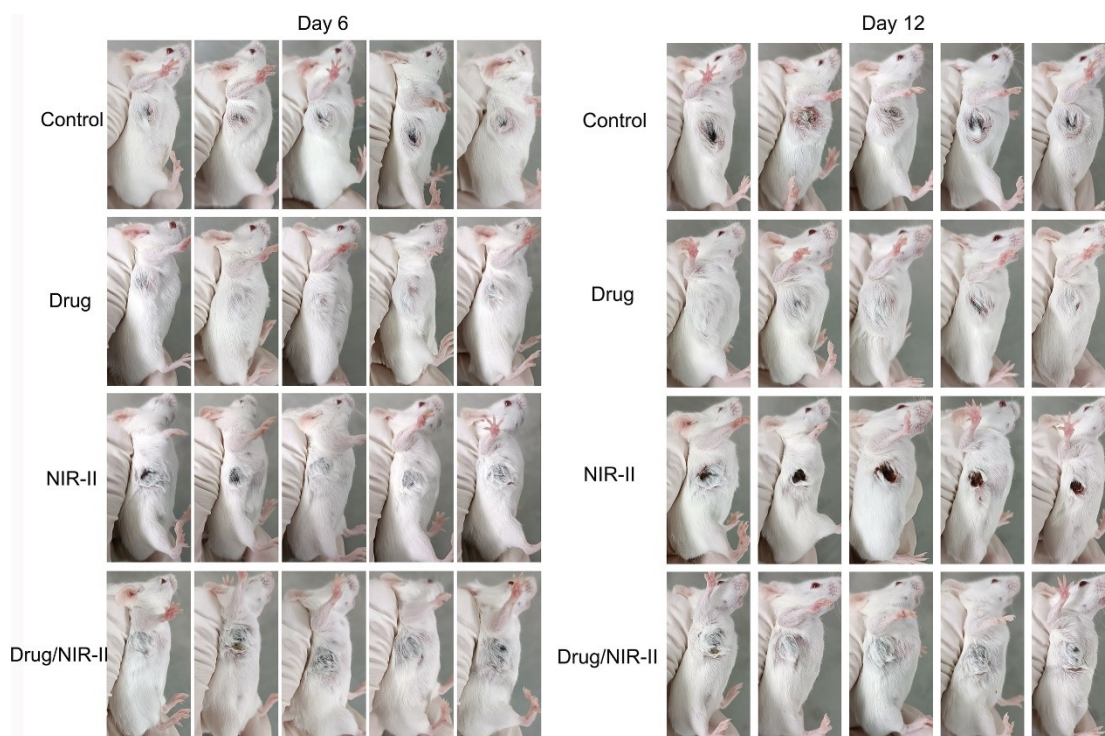 Day 6
Control
Drug
NIR-II
Drug/NIR-II
Day 12
Control
Drug
NIR-II
Drug/NIR-II